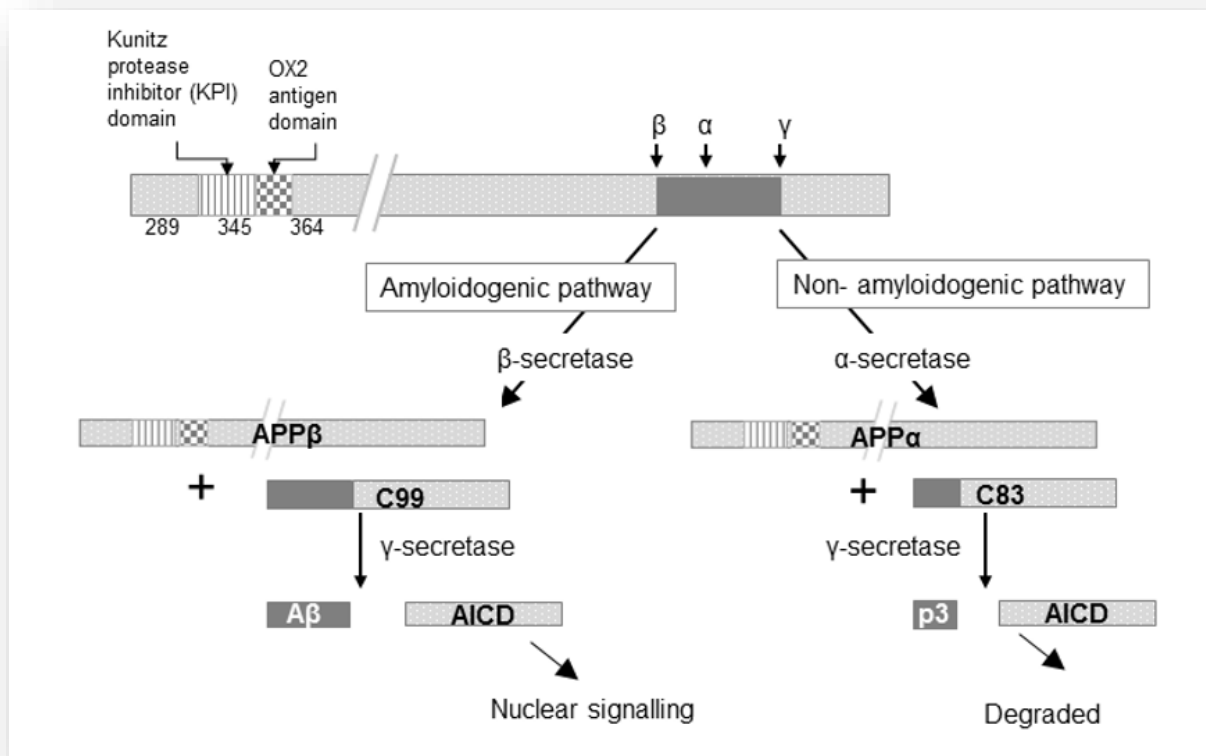 Kunitz
protease
inhibitor (KPI)
domain
OX2
antigen
domain
β α γ
289 345 364
Amyloidogenic pathway
Non- amyloidogenic pathway
β-secretase
α-secretase
APPβ
APPα
+ C99
+ C83
γ-secretase
γ-secretase
Aβ AICD
p3 AICD
Nuclear signalling
Degraded